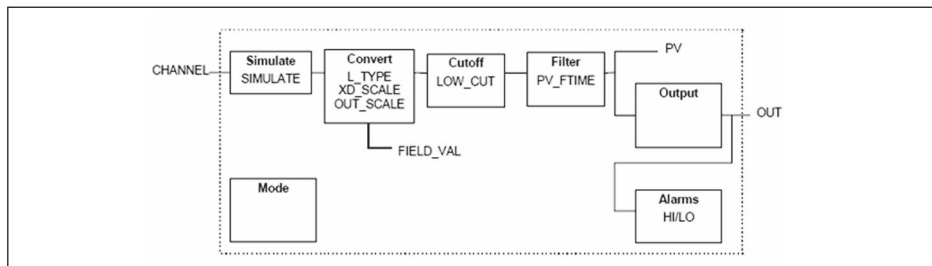 CHANNEL
Simulate
SIMULATE
Convert
L_TYPE
XD_SCALE
OUT_SCALE
FIELD_VAL
Cutoff
LOW_CUT
Filter
PV_FTIME
PV
Output
OUT
Mode
Alarms
HI/LO